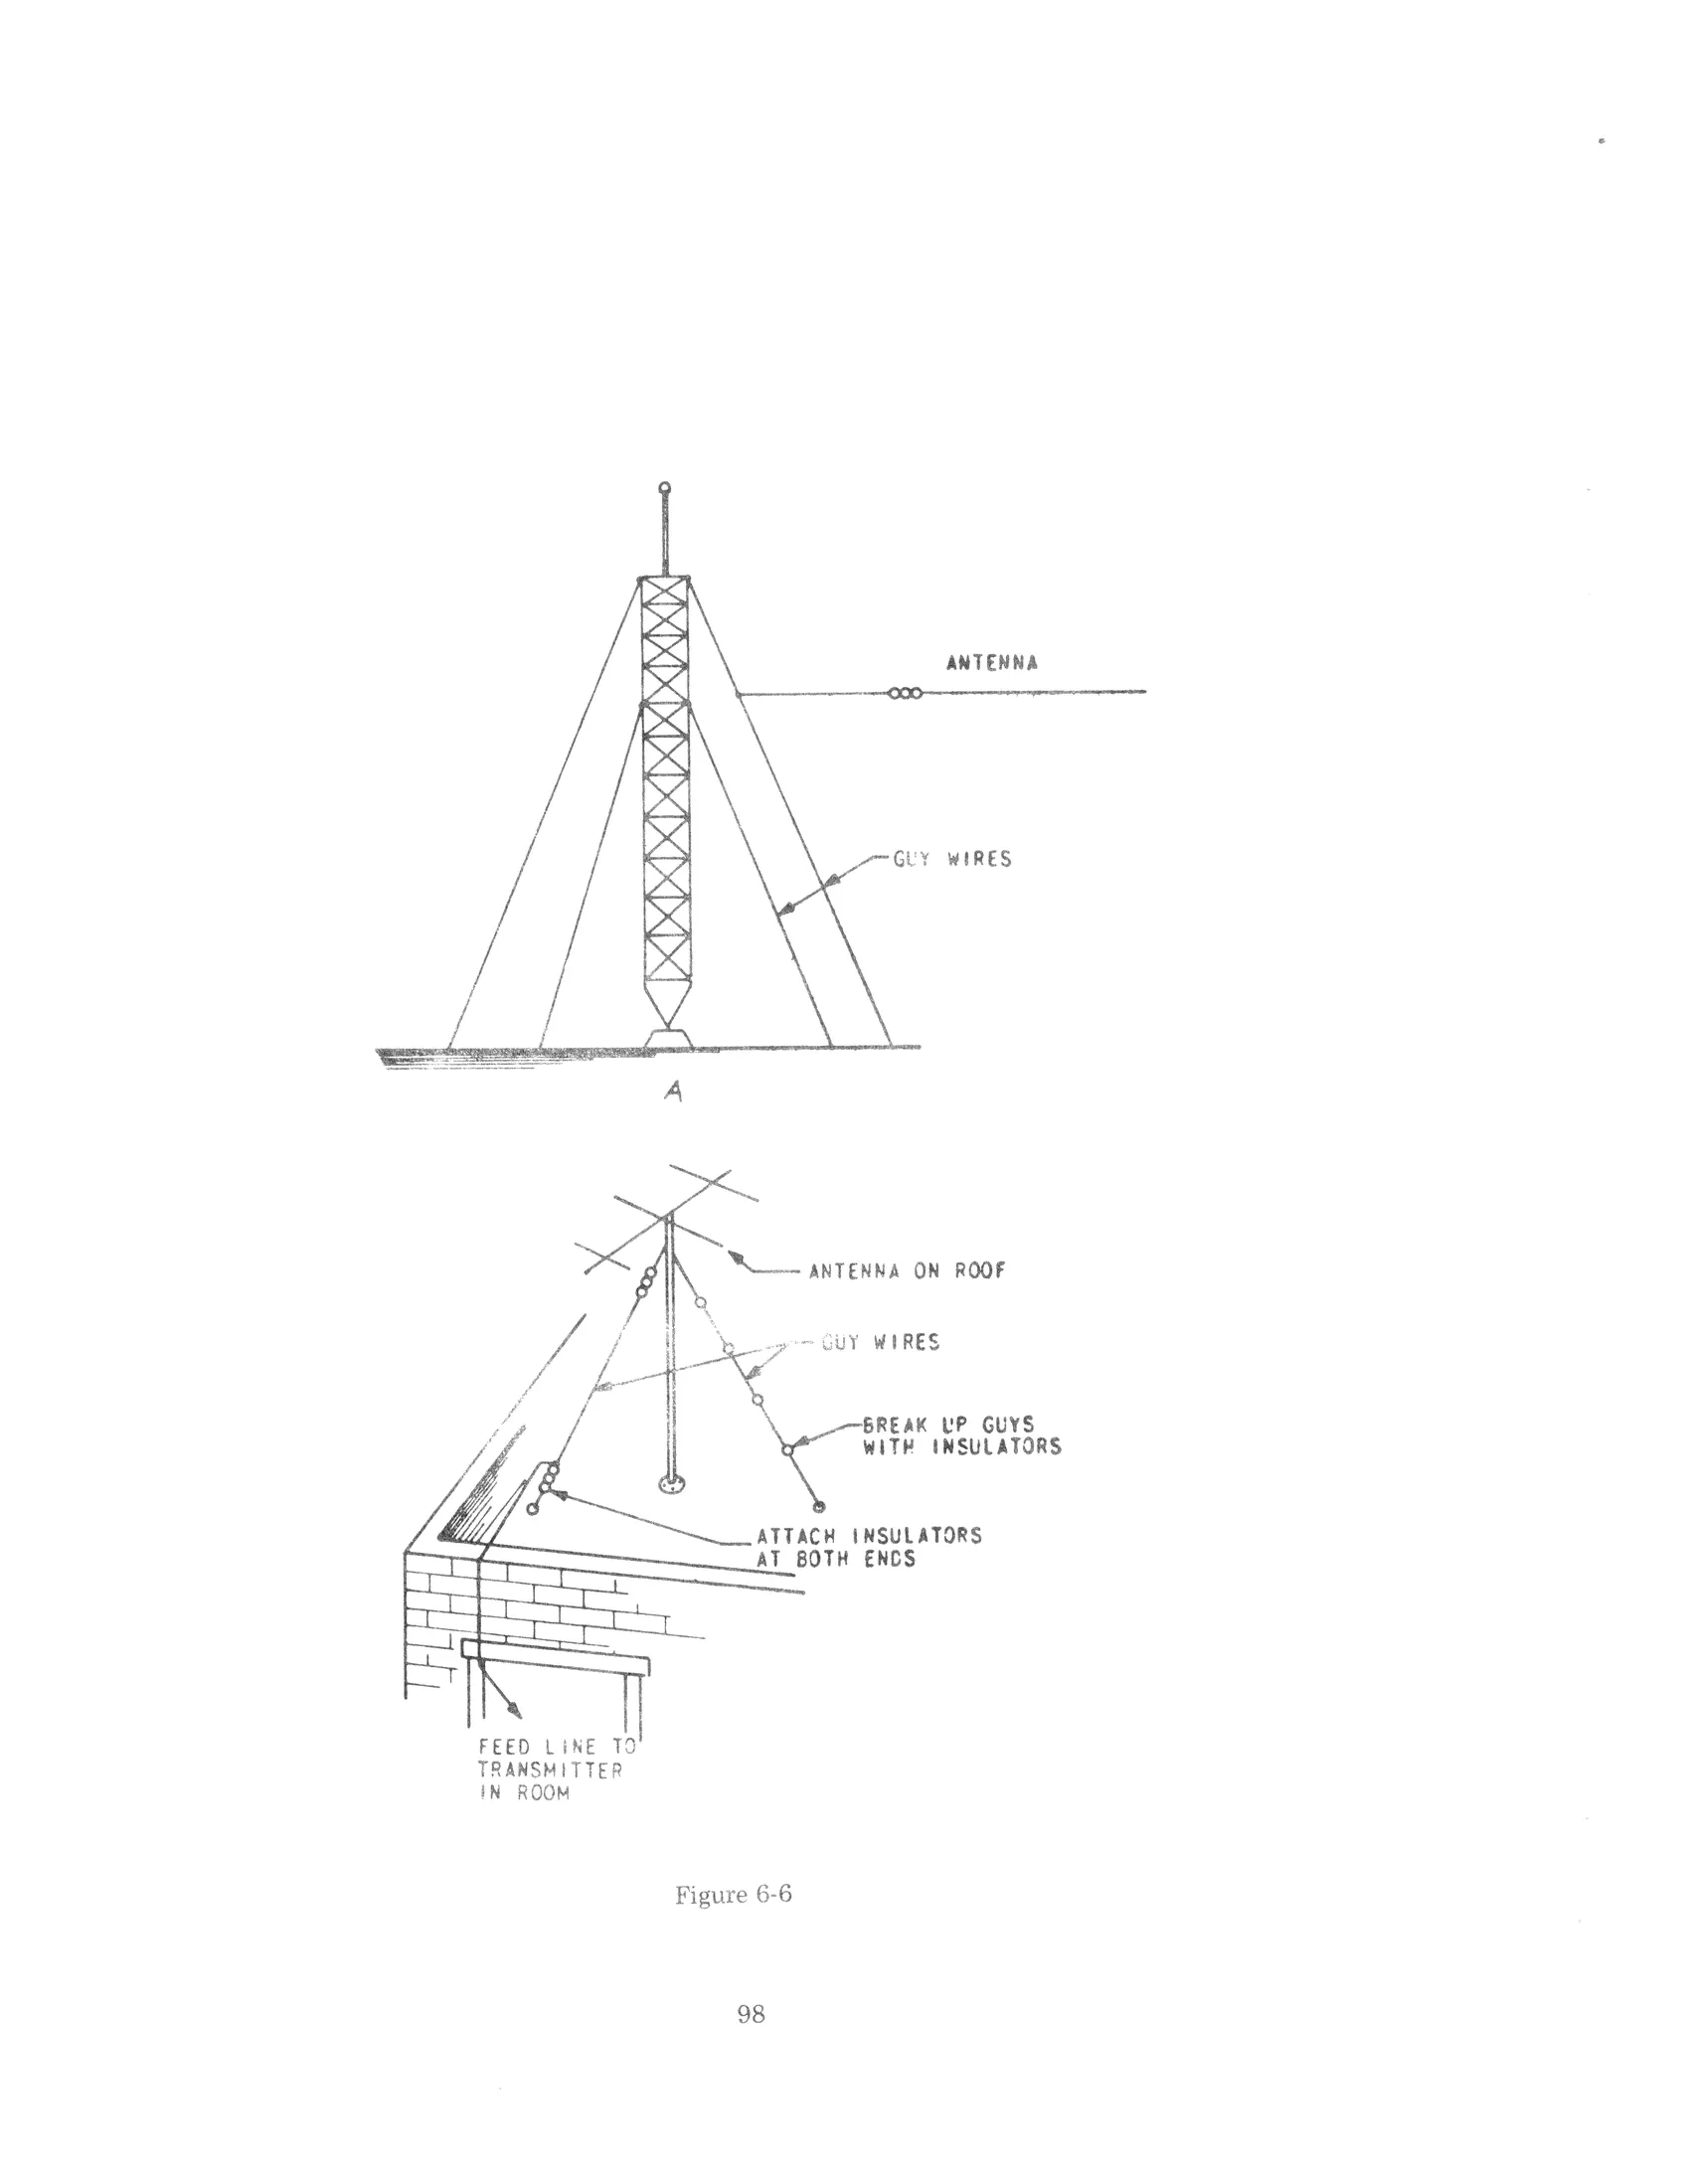 ANTENNA
GUY WIRES
A
ANTENNA ON ROOF
GUY WIRES
BREAK UP GUYS
WITH INSULATORS
ATTACH INSULATORS
AT BOTH ENDS
FEED LINE TO
TRANSMITTER
IN ROOM
Figure 6-6
98